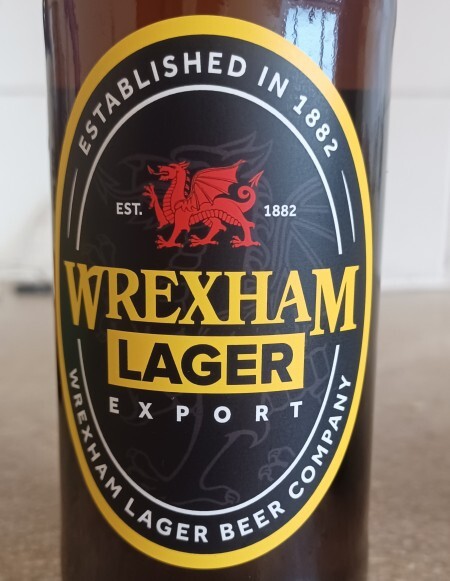 ESTABLISHED IN 1882
EST. 1882
WREXHAM
LAGER
EXPORT
WREXHAM LAGER BEER COMPANY